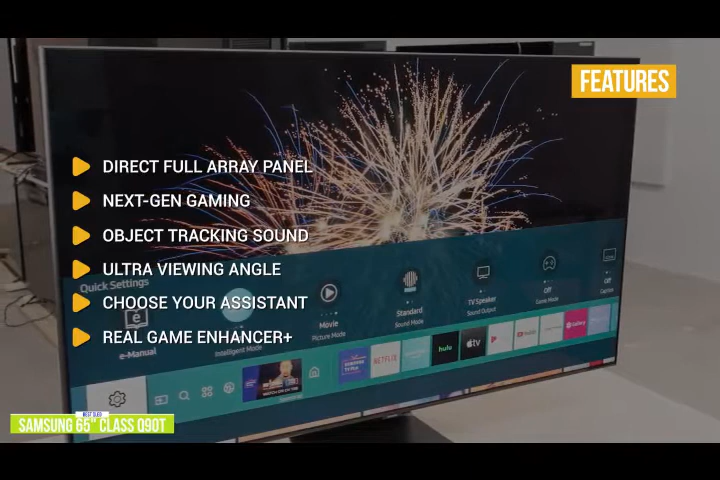 FEATURES
DIRECT FULL ARRAY PANEL
NEXT-GEN GAMING
OBJECT TRACKING SOUND
ULTRA VIEWING ANGLE
CHOOSE YOUR ASSISTANT
REAL GAME ENHANCER+
Quick Settings
e-Manual
Intelligent Mode
Movie
Picture Mode
Standard
Sound Mode
TV Speaker
Sound Output
Off
Game Mode
Off
Caption
NETFLIX
hulu
tv
SAMSUNG 65" CLASS Q90T